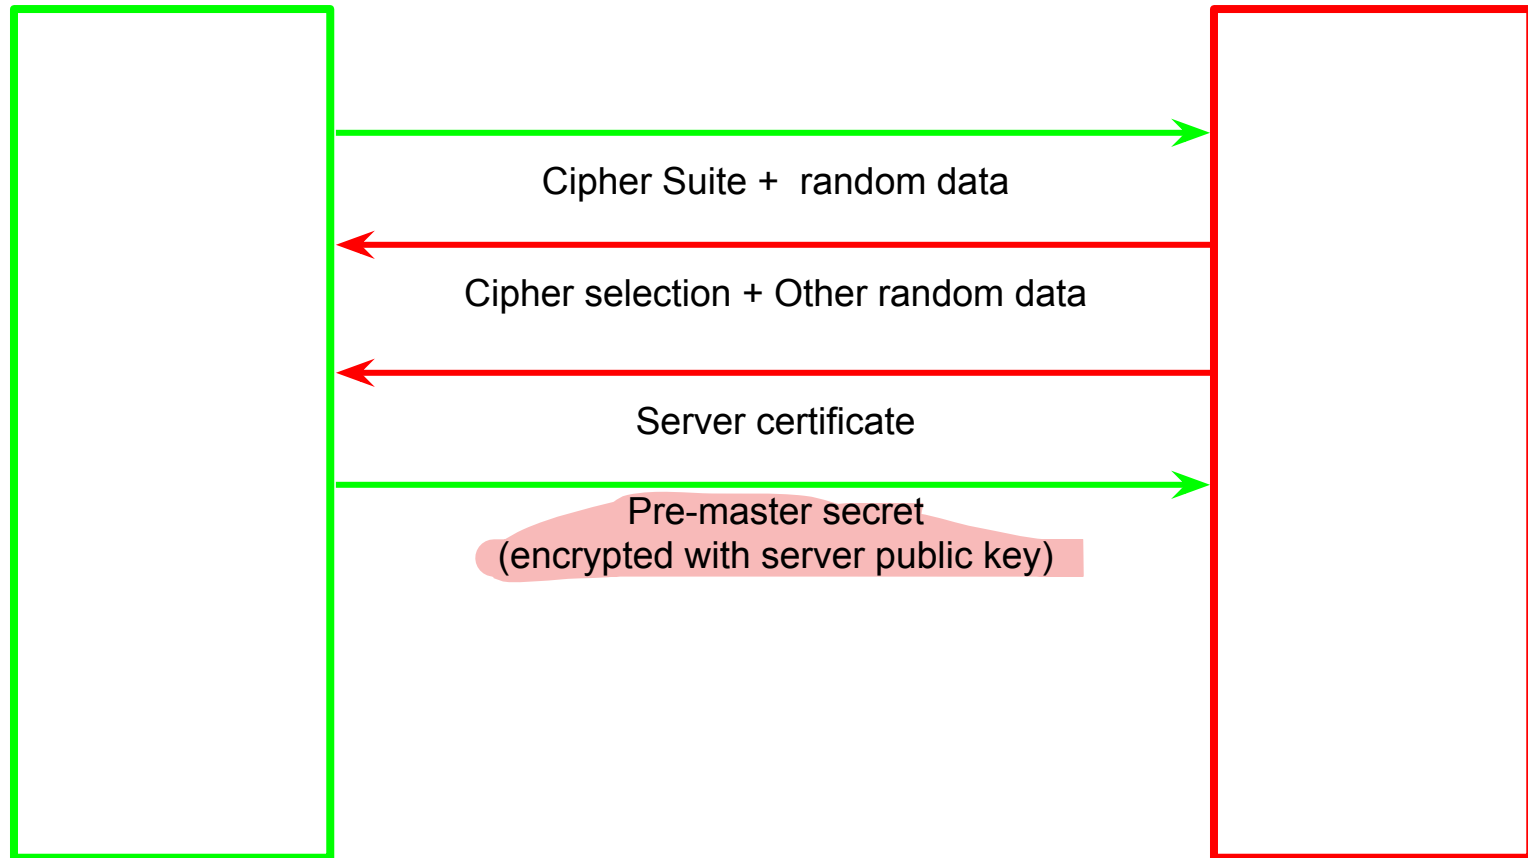 Cipher Suite +  random data
Cipher selection + Other random data
Server certificate
Pre-master secret
(encrypted with server public key)